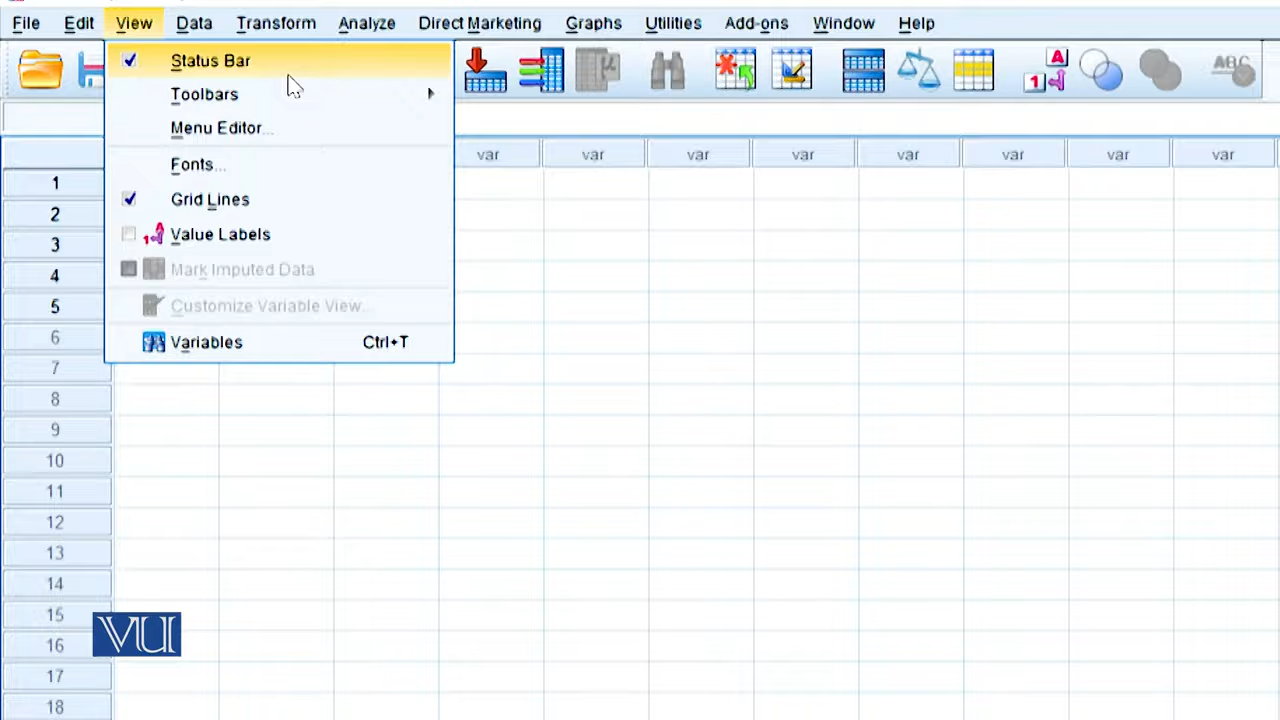 File Edit View Data Transform Analyze Direct Marketing Graphs Utilities Add-ons Window Help
Status Bar
Toolbars
Menu Editor...
Fonts...
Grid Lines
Value Labels
Mark Imputed Data
Customize Variable View...
Variables Ctrl+T
A
1
ABC
var var var var var var var var
1
2
3
4
5
6
7
8
9
10
11
12
13
14
15
16
17
18
VU